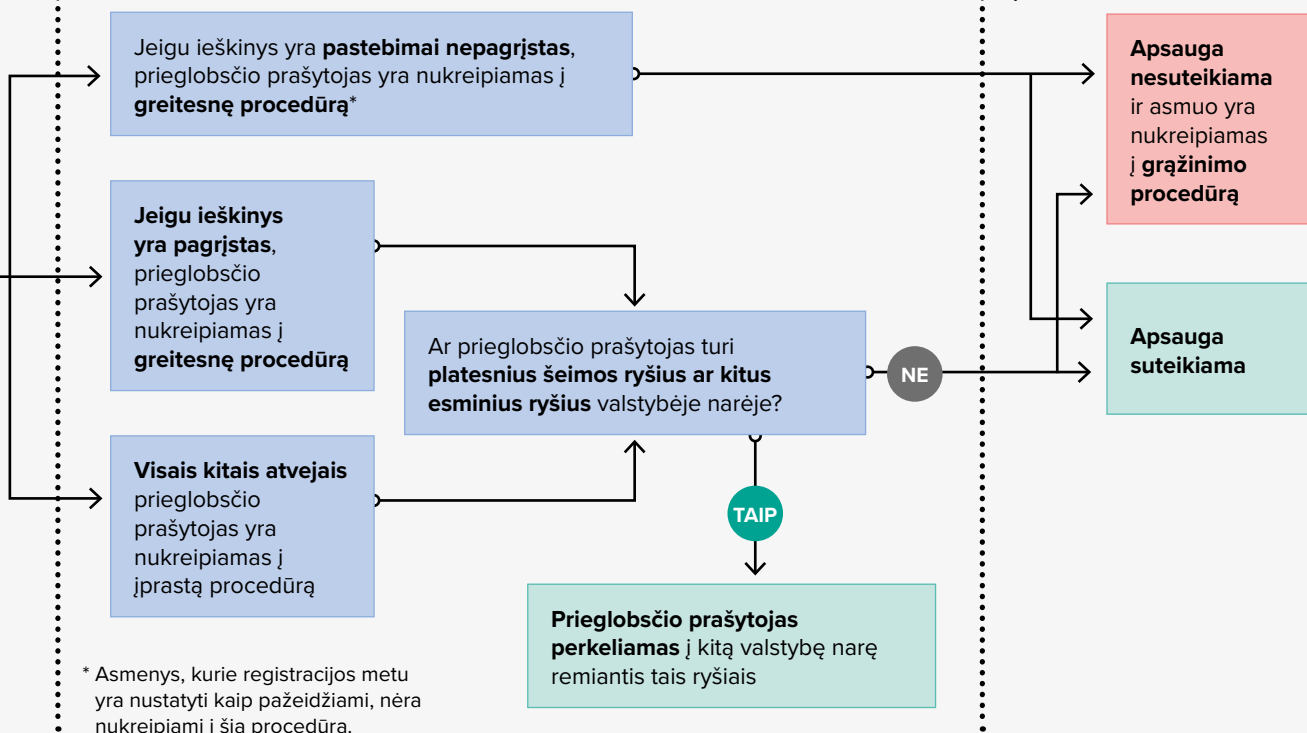 Jeigu ieškinys yra pastebimai nepagrįstas,
prieglobsčio prašytojas yra nukreipiamas į
greitesnę procedūrą*
Jeigu ieškinys
yra pagrįstas,
prieglobsčio
prašytojas yra
nukreipiamas į
greitesnę procedūrą
Visais kitais atvejais
prieglobsčio
prašytojas yra
nukreipiamas į
įprastą procedūrą
* Asmenys, kurie registracijos metu
yra nustatyti kaip pažeidžiami, nėra
nukreipiami į šią procedūrą.
Ar prieglobsčio prašytojas turi
platesnius šeimos ryšius ar kitus
esminius ryšius valstybėje narėje?
NE
TAIP
Prieglobsčio prašytojas
perkeliamas į kitą valstybę narę
remiantis tais ryšiais
Apsauga
nesuteikiama
ir asmuo yra
nukreipiamas
į grąžinimo
procedūrą
Apsauga
suteikiama